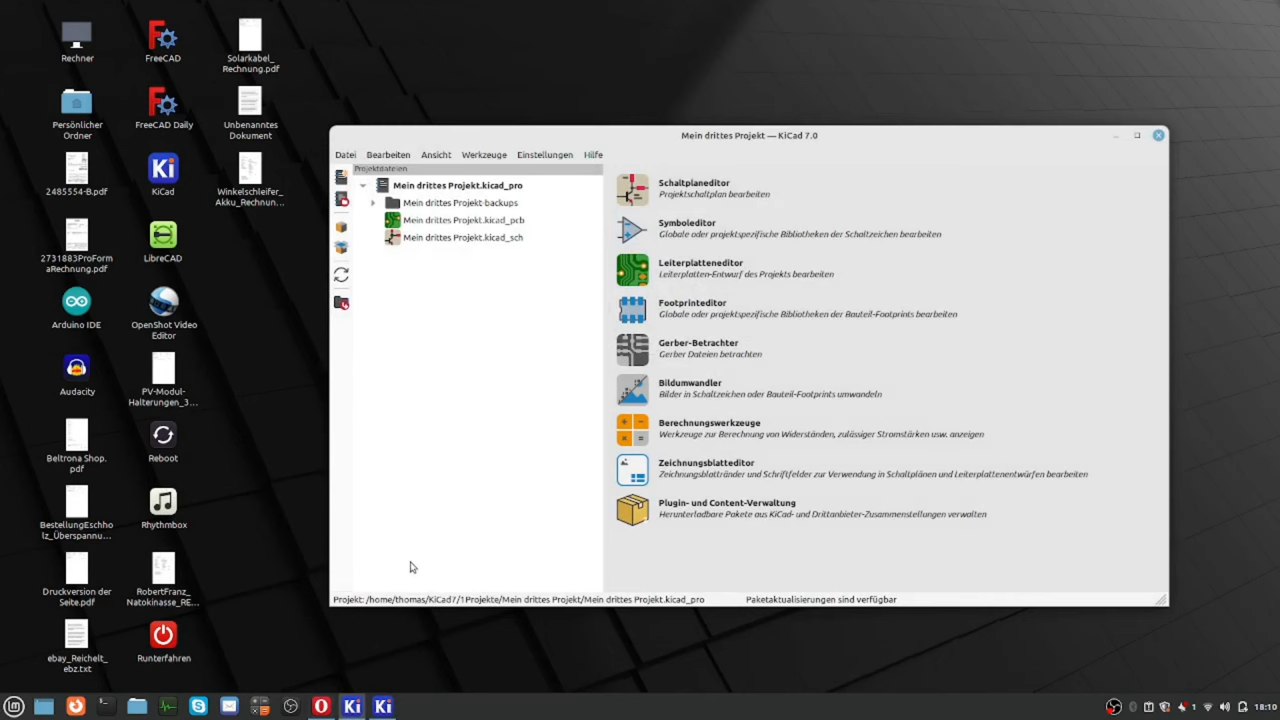 Rechner
FreeCAD
Solarkabel_
Rechnung.pdf
Persönlicher
Ordner
FreeCAD Daily
Unbenanntes
Dokument
2485554-B.pdf
KiCad
Winkelschleifer_
Akku_Rechnun...
2731883ProForm
aRechnung.pdf
LibreCAD
Arduino IDE
OpenShot Video
Editor
Audacity
PV-Modul-
Halterungen_3...
Beltrona Shop.
pdf
Reboot
BestellungEschho
lz_Überspannu...
Rhythmbox
Druckversion der
Seite.pdf
RobertFranz_
Natokinasse_RE...
ebay_Reichelt_
ebz.txt
Runterfahren
Mein drittes Projekt — KiCad 7.0
Datei Bearbeiten Ansicht Werkzeuge Einstellungen Hilfe
Projektdateien
Mein drittes Projekt.kicad_pro
Mein drittes Projekt-backups
Mein drittes Projekt.kicad_pcb
Mein drittes Projekt.kicad_sch
Schaltplaneditor
Projektschaltplan bearbeiten
Symboleditor
Globale oder projektspezifische Bibliotheken der Schaltzeichen bearbeiten
Leiterplatteneditor
Leiterplatten-Entwurf des Projekts bearbeiten
Footprinteditor
Globale oder projektspezifische Bibliotheken der Bauteil-Footprints bearbeiten
Gerber-Betrachter
Gerber Dateien betrachten
Bildumwandler
Bilder in Schaltzeichen oder Bauteil-Footprints umwandeln
Berechnungswerkzeuge
Werkzeuge zur Berechnung von Widerständen, zulässiger Stromstärken usw. anzeigen
Zeichnungsblatteditor
Zeichnungsblattränder und Schriftfelder zur Verwendung in Schaltplänen und Leiterplattenentwürfen bearbeiten
Plugin- und Content-Verwaltung
Herunterladbare Pakete aus KiCad- und Drittanbieter-Zusammenstellungen verwalten
Projekt: /home/thomas/KiCad7/1Projekte/Mein drittes Projekt/Mein drittes Projekt.kicad_pro
Paketaktualisierungen sind verfügbar
Ki
Ki Ki
1
18:10